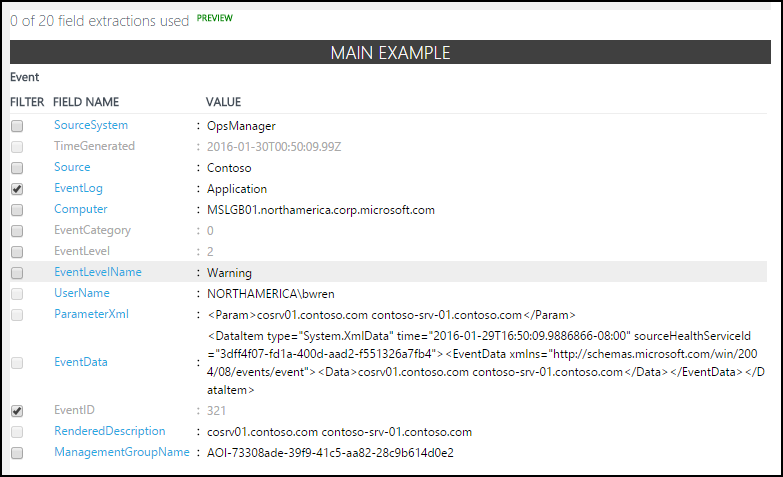 0 of 20 field extractions used PREVIEW
MAIN EXAMPLE
Event
FILTER FIELD NAME VALUE
SourceSystem : OpsManager
TimeGenerated : 2016-01-30T00:50:09.99Z
Source : Contoso
EventLog : Application
Computer : MSLGB01.northamerica.corp.microsoft.com
EventCategory : 0
EventLevel : 2
EventLevelName : Warning
UserName : NORTHAMERICA\bwren
ParameterXml : <Param>cosrv01.contoso.com contoso-srv-01.contoso.com</Param>
<DataItem type="System.XmlData" time="2016-01-29T16:50:09.9886866-08:00" sourceHealthServiceId
="3dff4f07-fd1a-400d-aad2-f551326a7fb4"><EventData xmlns="http://schemas.microsoft.com/win/200
EventData : 4/08/events/event"><Data>cosrv01.contoso.com contoso-srv-01.contoso.com</Data></EventData></D
ataItem>
EventID : 321
RenderedDescription : cosrv01.contoso.com contoso-srv-01.contoso.com
ManagementGroupName : AOI-73308ade-39f9-41c5-aa82-28c9b614d0e2